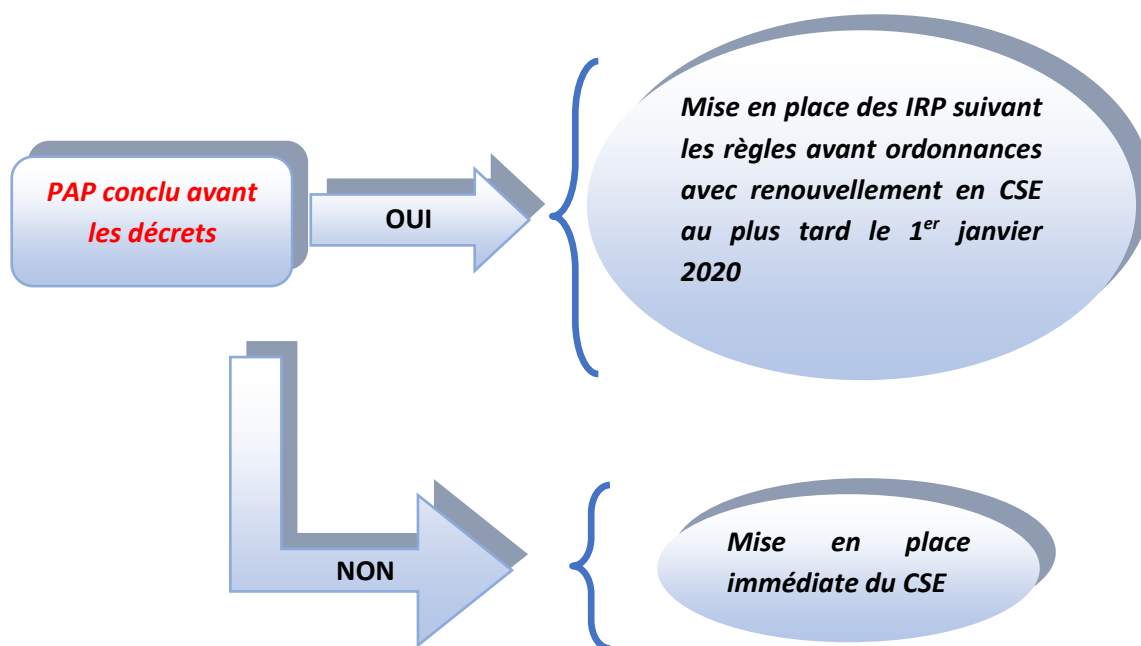 PAP conclu avant
les décrets
OUI
Mise en place des IRP suivant
les règles avant ordonnances
avec renouvellement en CSE
au plus tard le 1er janvier
2020
NON
Mise en place
immédiate du CSE